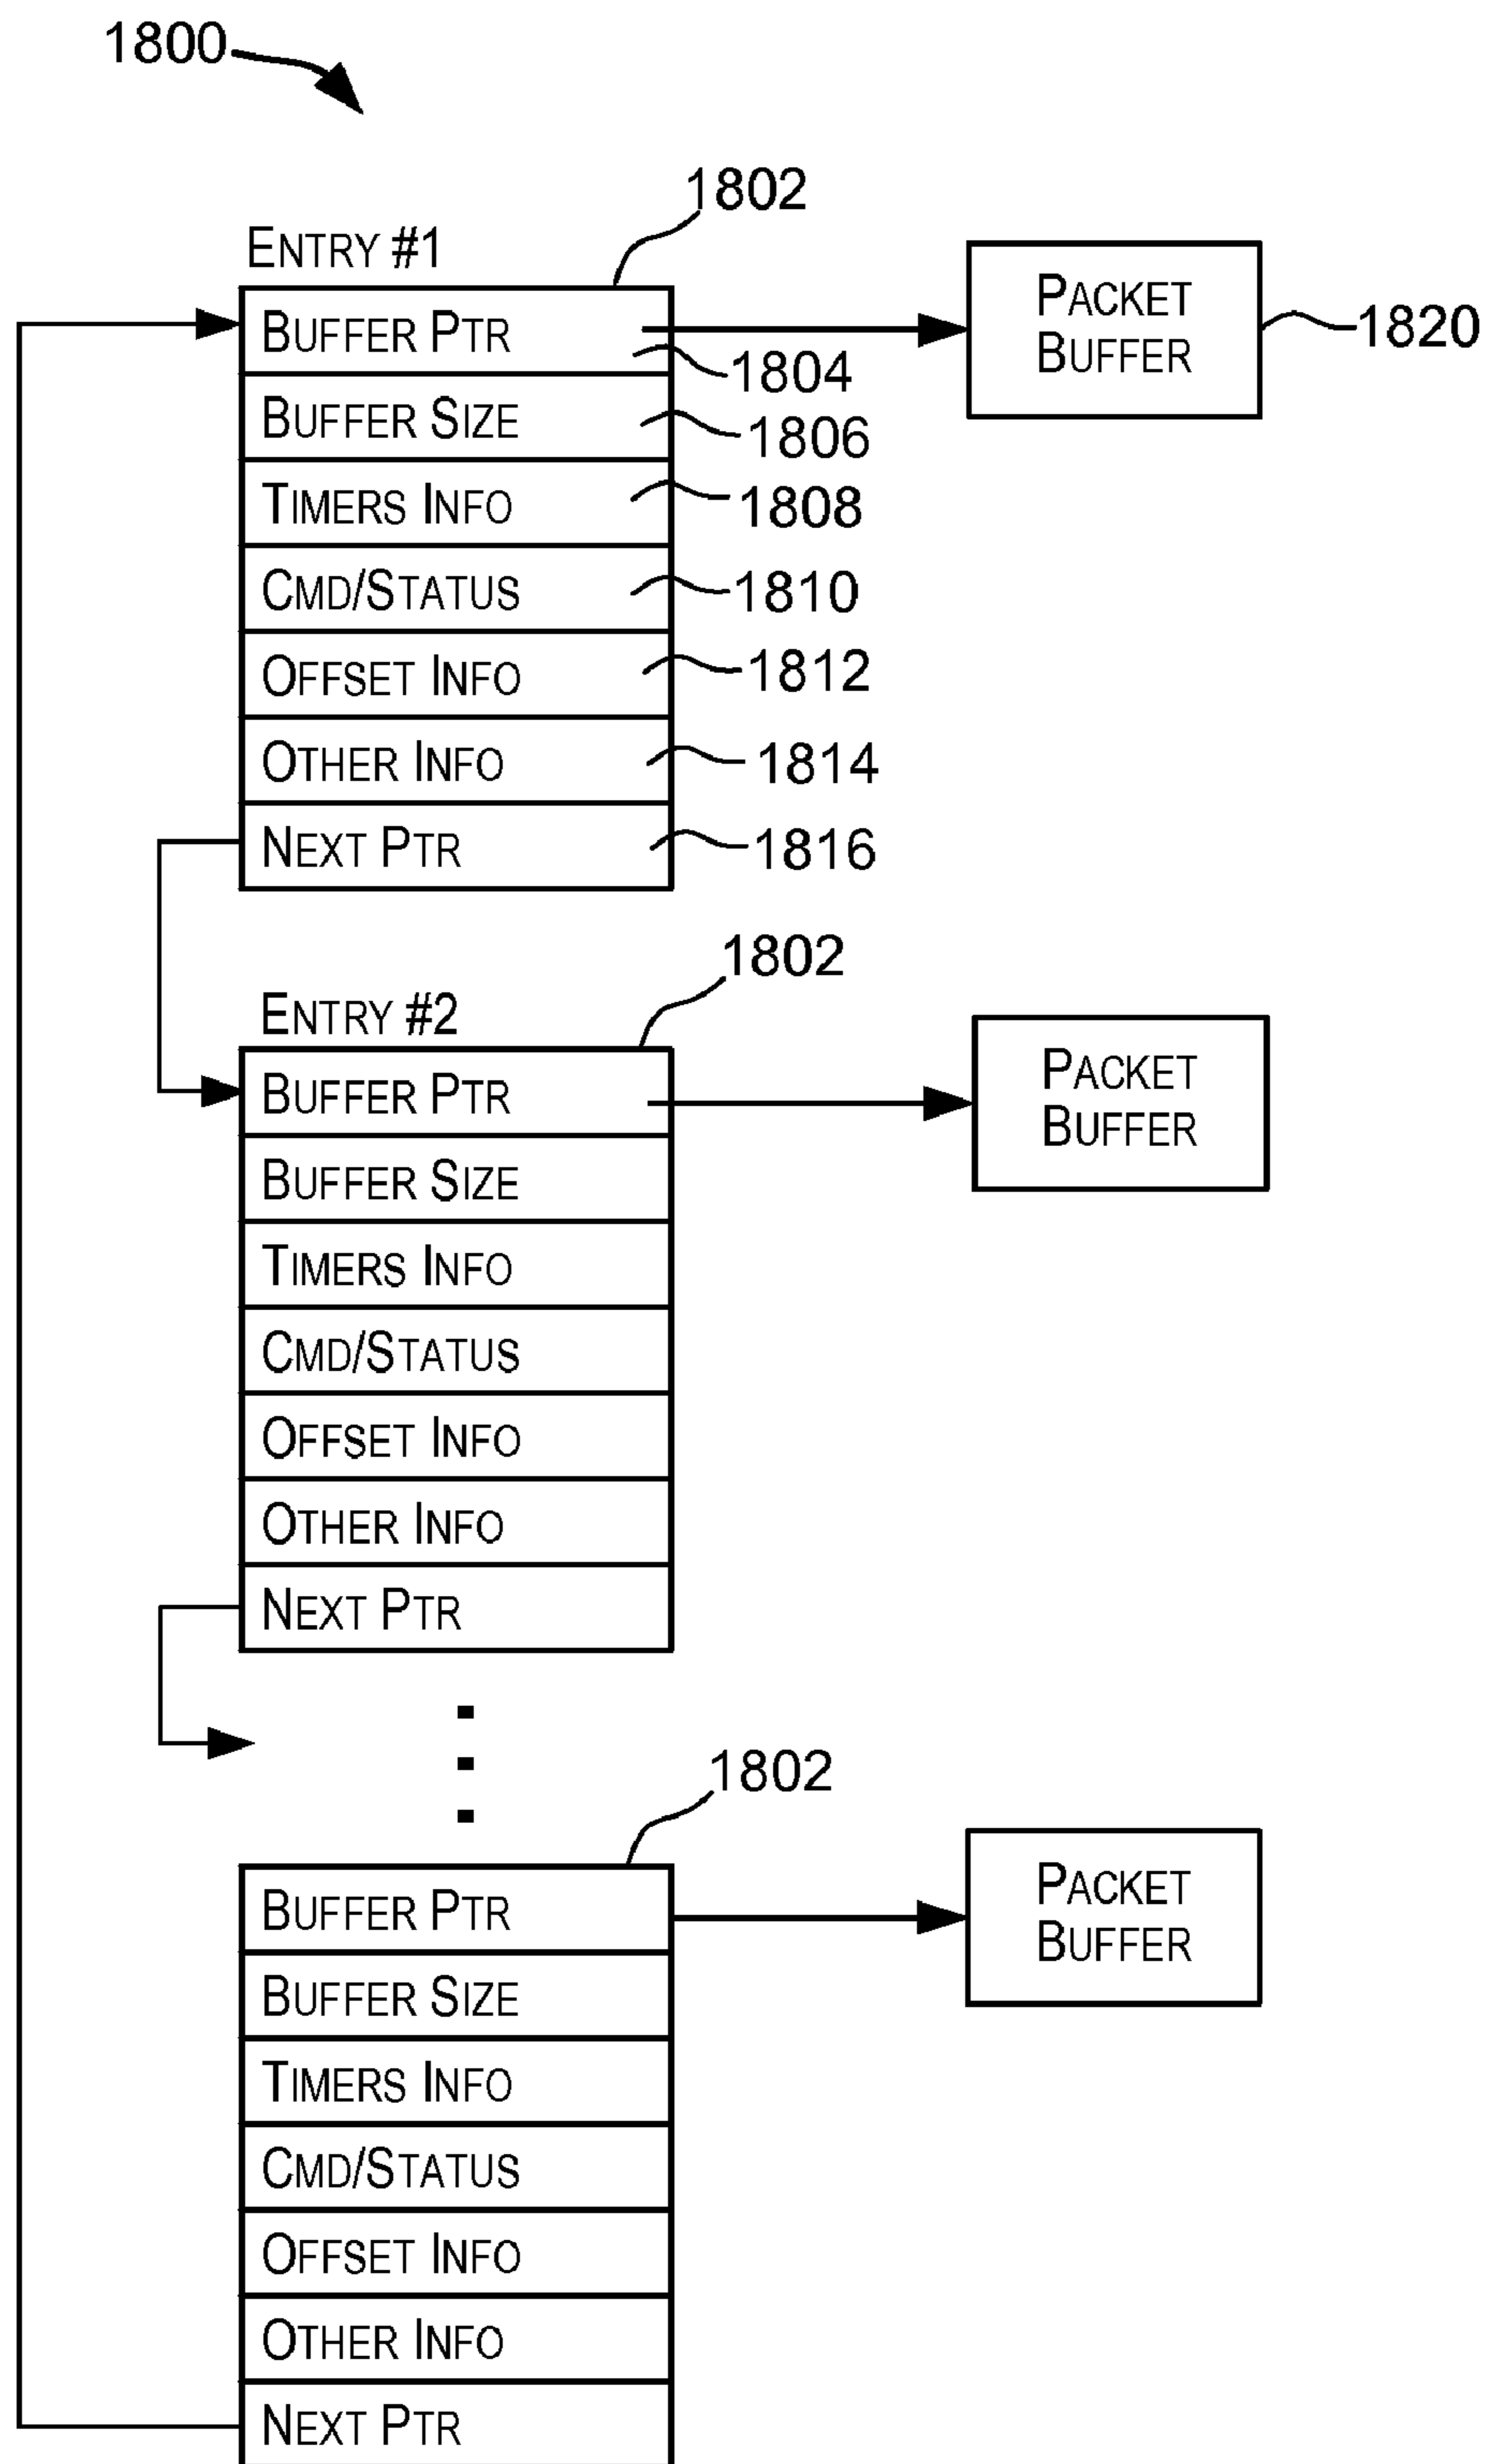 1800
1802
ENTRY #1
BUFFER PTR
1804
PACKET
BUFFER
1820
BUFFER SIZE
1806
TIMERS INFO
1808
CMD/STATUS
1810
OFFSET INFO
1812
OTHER INFO
1814
NEXT PTR
1816
1802
ENTRY #2
BUFFER PTR
PACKET
BUFFER
BUFFER SIZE
TIMERS INFO
CMD/STATUS
OFFSET INFO
OTHER INFO
NEXT PTR
1802
BUFFER PTR
PACKET
BUFFER
BUFFER SIZE
TIMERS INFO
CMD/STATUS
OFFSET INFO
OTHER INFO
NEXT PTR